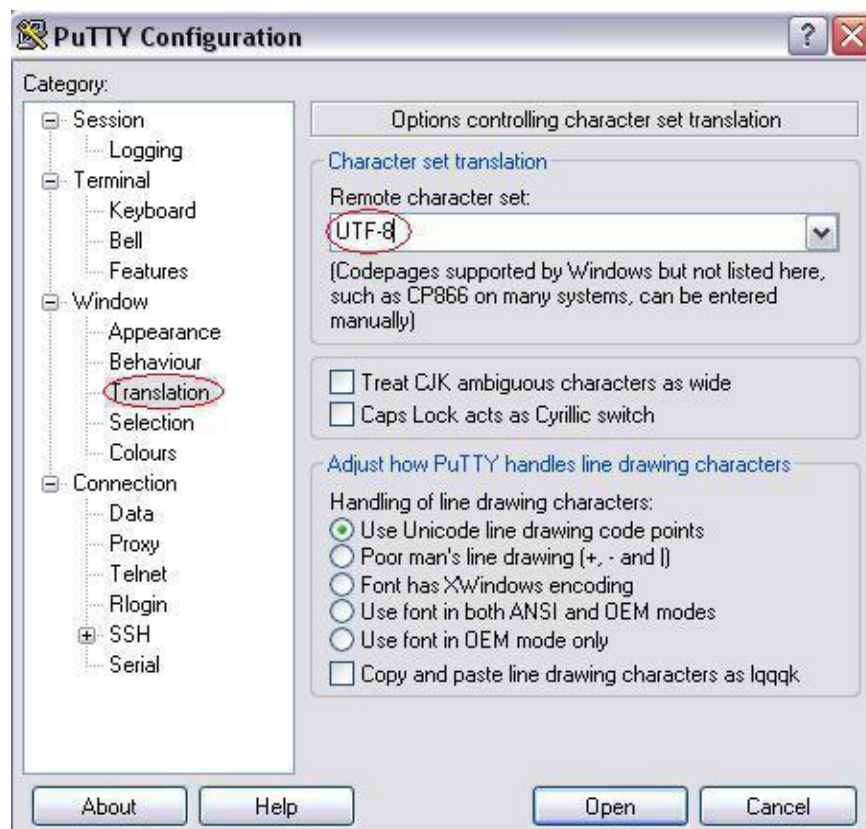 PuTTY Configuration
Category:
Session
Logging
Terminal
Keyboard
Bell
Features
Window
Appearance
Behaviour
Translation
Selection
Colours
Connection
Data
Proxy
Telnet
Rlogin
SSH
Serial
Options controlling character set translation
Character set translation
Remote character set:
UTF-8
(Codepages supported by Windows but not listed here,
such as CP866 on many systems, can be entered
manually)
Treat CJK ambiguous characters as wide
Caps Lock acts as Cyrillic switch
Adjust how PuTTY handles line drawing characters
Handling of line drawing characters:
Use Unicode line drawing code points
Poor man's line drawing (+, - and |)
Font has XWindows encoding
Use font in both ANSI and OEM modes
Use font in OEM mode only
Copy and paste line drawing characters as lqqqk
About
Help
Open
Cancel